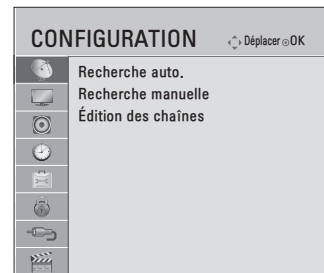 CONFIGURATION Déplacer OK
Recherche auto.
Recherche manuelle
Édition des chaînes